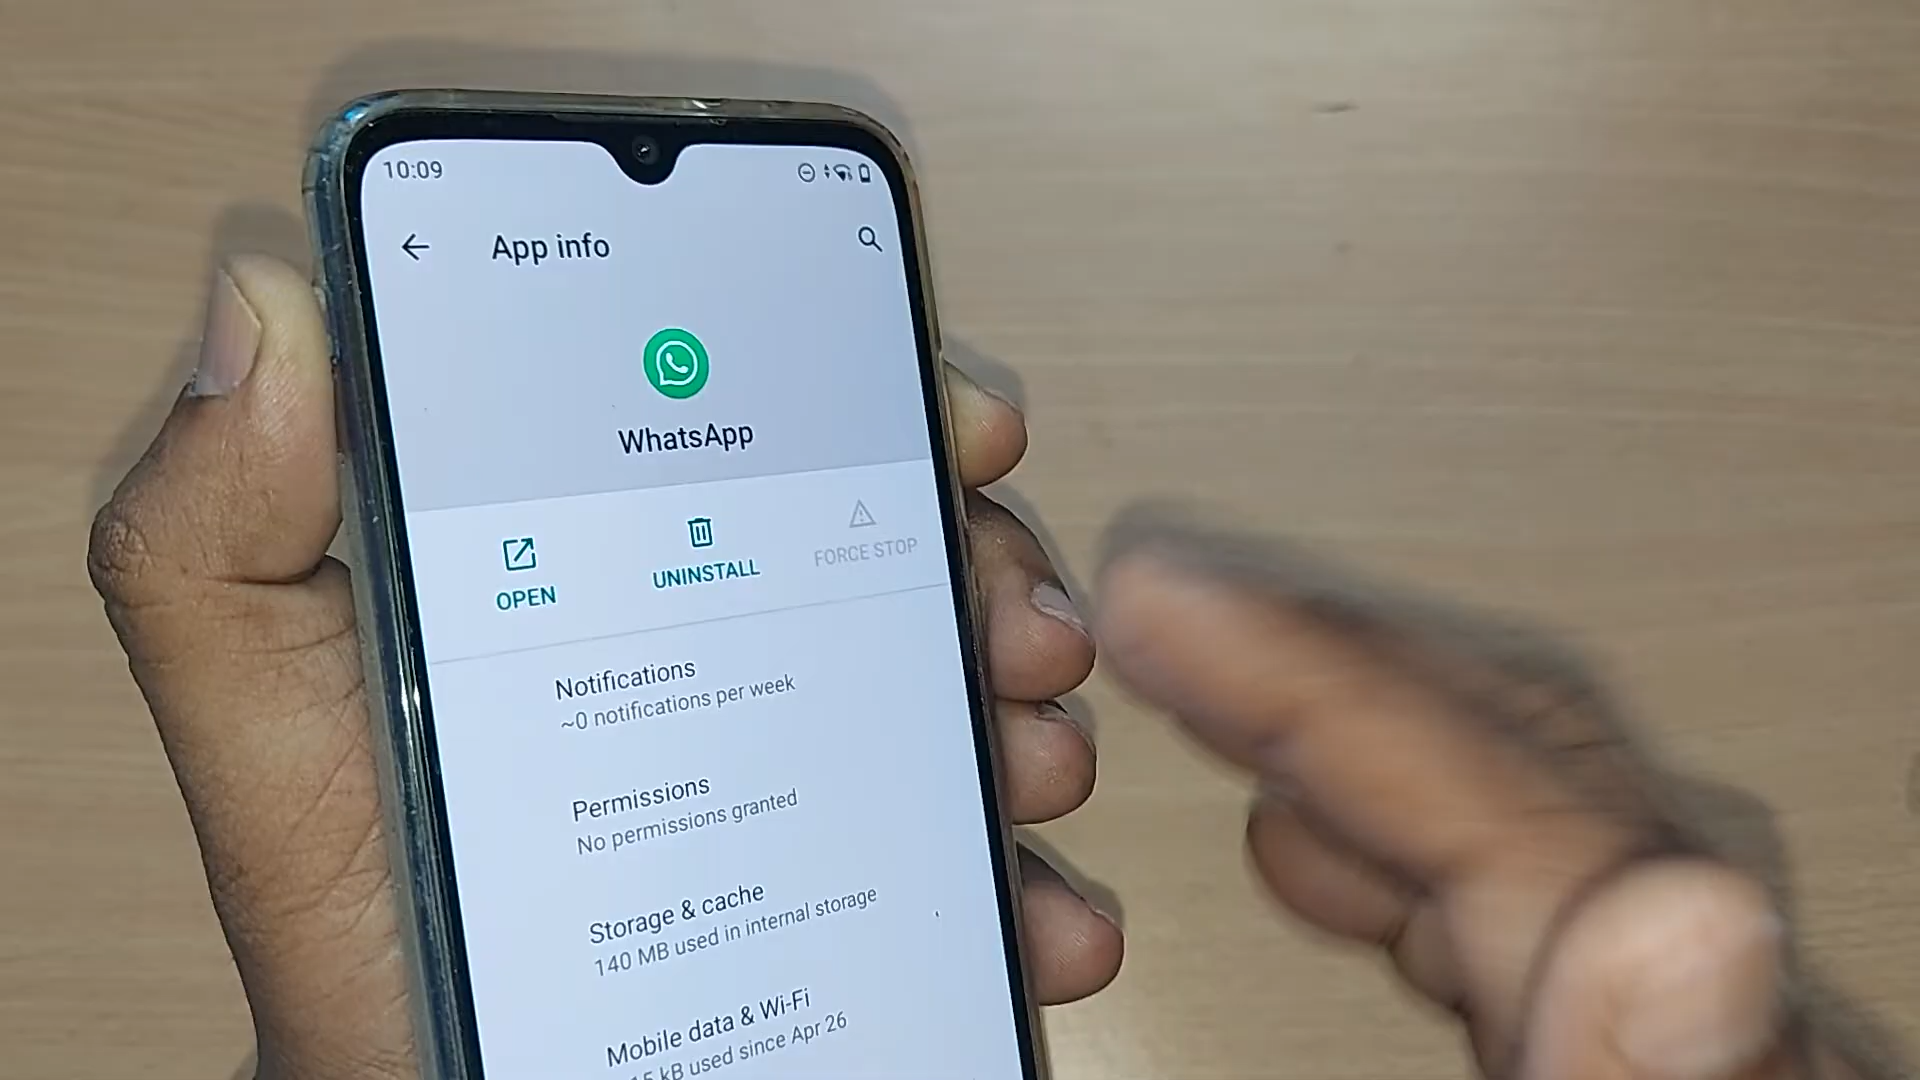 10:09
App info
WhatsApp
OPEN
UNINSTALL
FORCE STOP
Notifications
~0 notifications per week
Permissions
No permissions granted
Storage & cache
140 MB used in internal storage
Mobile data & Wi-Fi
kB used since Apr 26